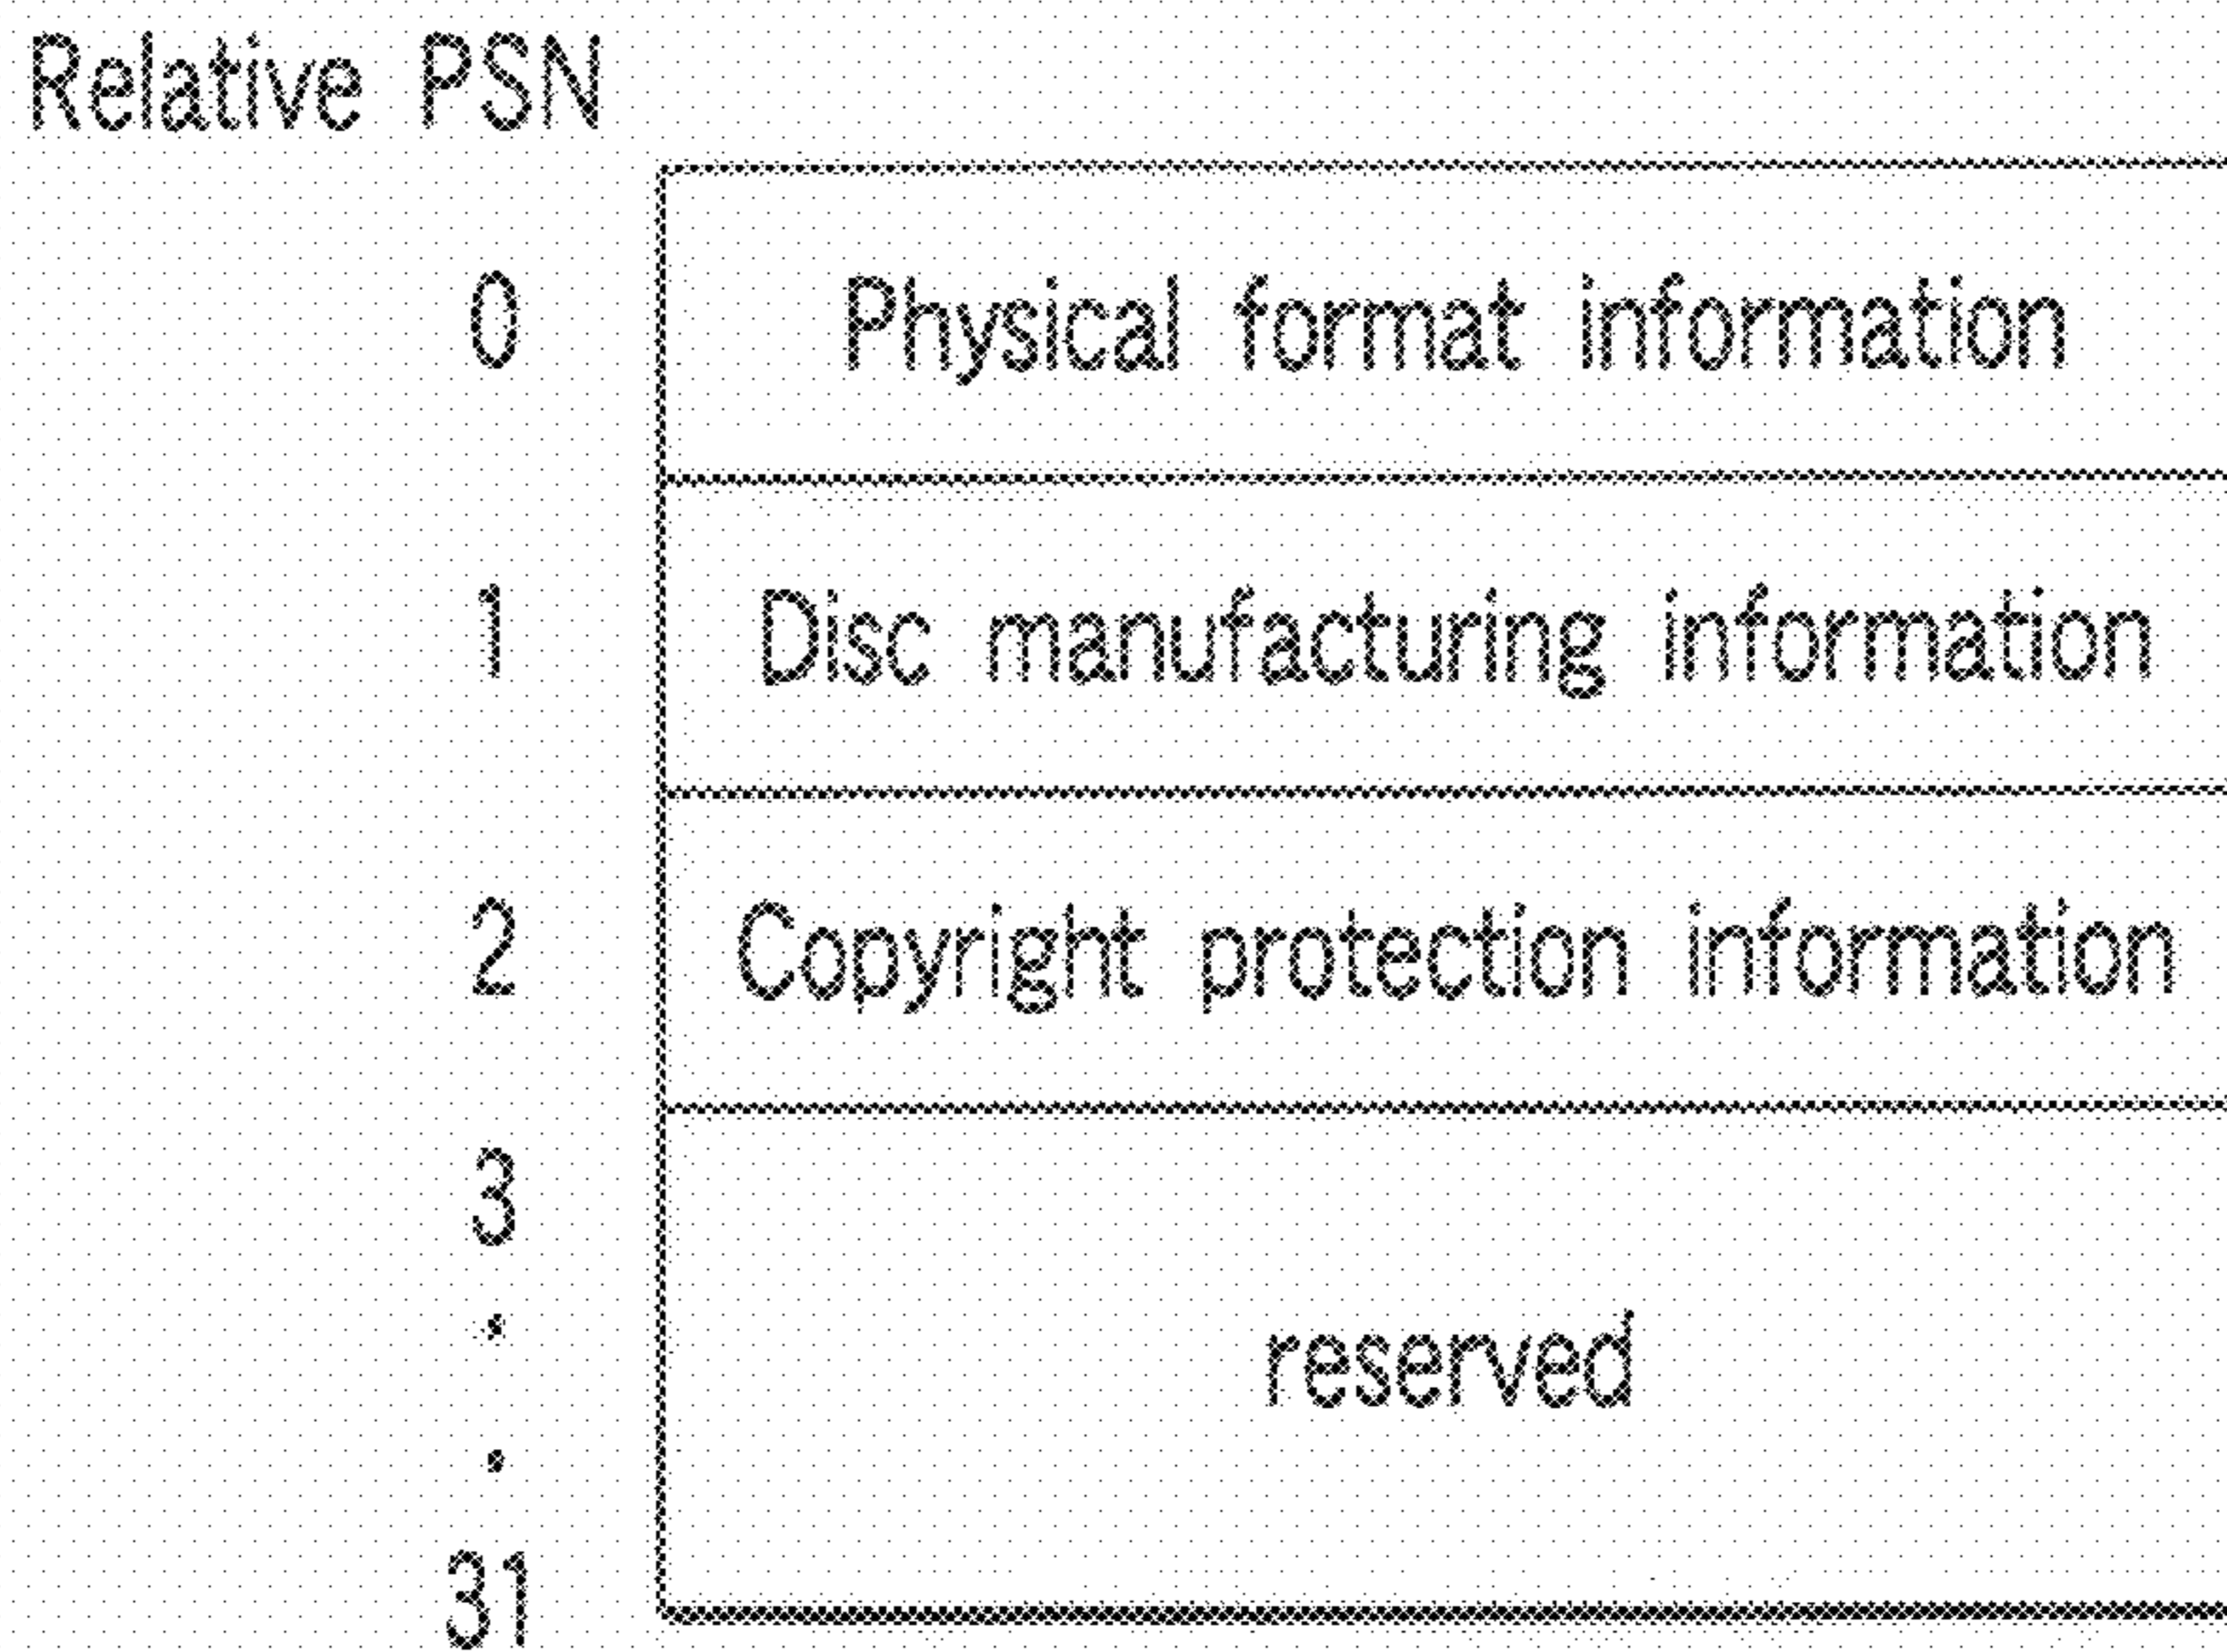 Relative PSN
0 Physical format information
1 Disc manufacturing information
2 Copyright protection information
3
reserved
31